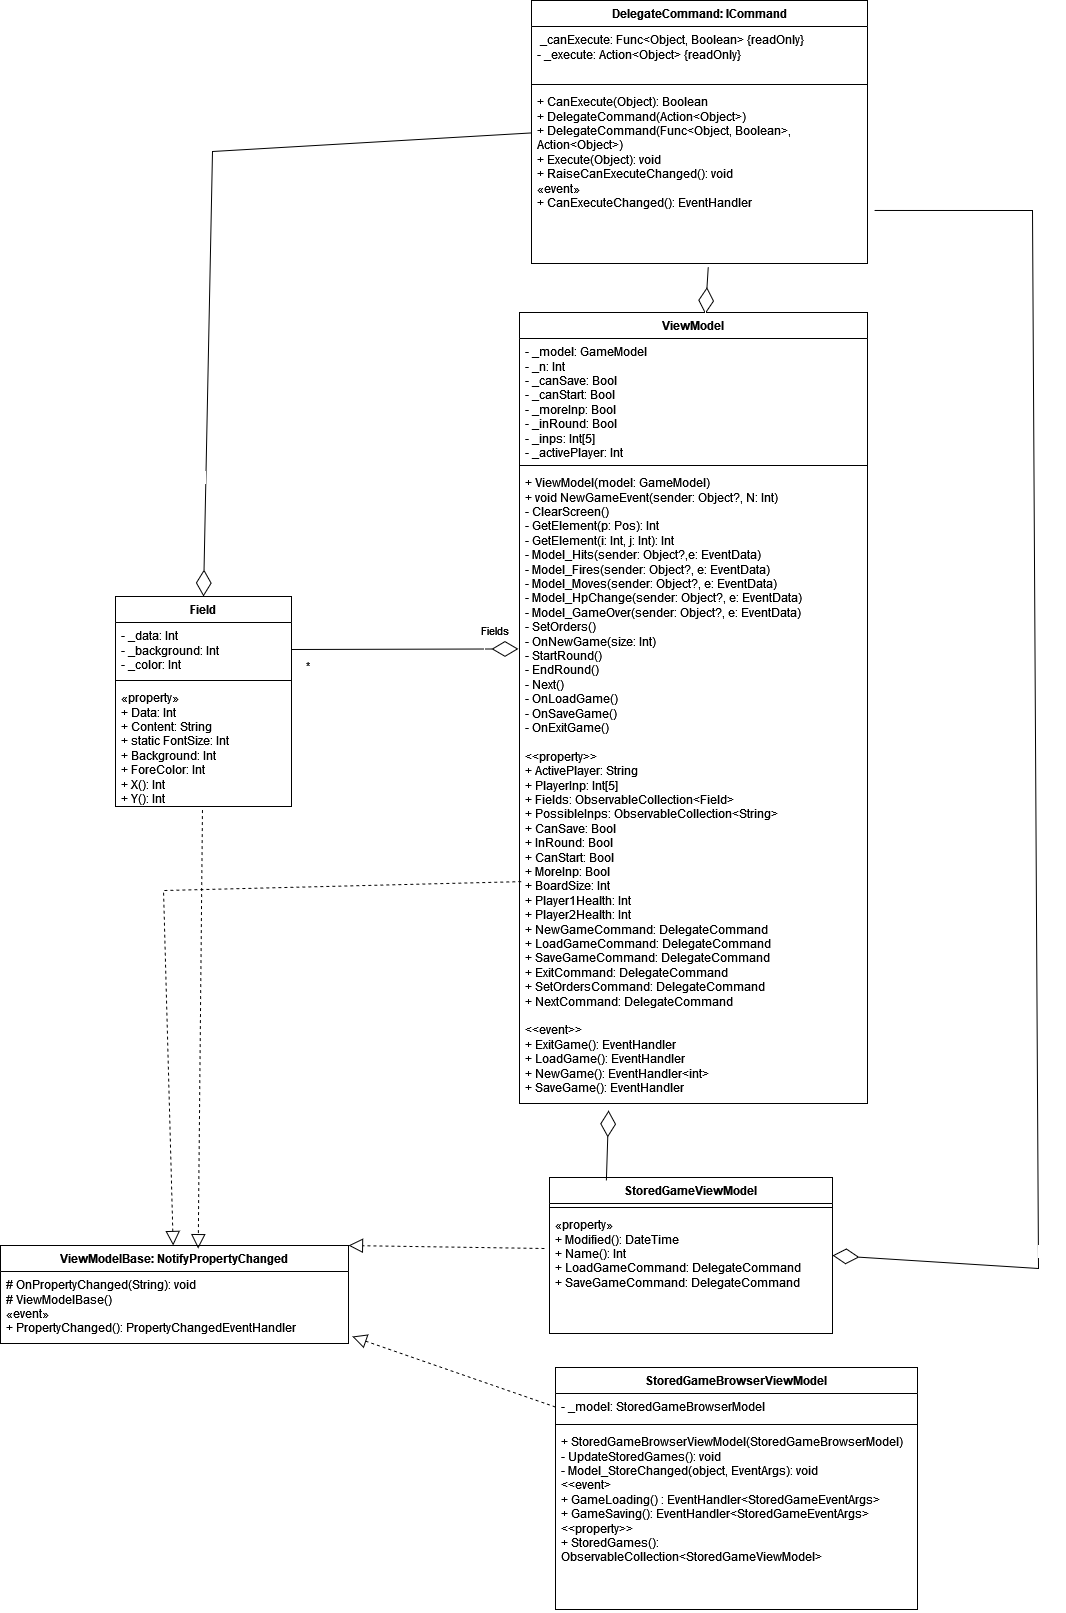 DelegateCommand: ICommand
_canExecute: Func<Object, Boolean> {readOnly}
- _execute: Action<Object> {readOnly}
+ CanExecute(Object): Boolean
+ DelegateCommand(Action<Object>)
+ DelegateCommand(Func<Object, Boolean>,
Action<Object>)
+ Execute(Object): void
+ RaiseCanExecuteChanged(): void
«event»
+ CanExecuteChanged(): EventHandler
ViewModel
- _model: GameModel
- _n: Int
- _canSave: Bool
- _canStart: Bool
- _moreInp: Bool
- _inRound: Bool
- _inps: Int[5]
- _activePlayer: Int
+ ViewModel(model: GameModel)
+ void NewGameEvent(sender: Object?, N: Int)
- ClearScreen()
- GetElement(p: Pos): Int
- GetElement(i: Int, j: Int): Int
- Model_Hits(sender: Object?,e: EventData)
- Model_Fires(sender: Object?, e: EventData)
- Model_Moves(sender: Object?, e: EventData)
- Model_HpChange(sender: Object?, e: EventData)
- Model_GameOver(sender: Object?, e: EventData)
- SetOrders()
- OnNewGame(size: Int)
- StartRound()
- EndRound()
- Next()
- OnLoadGame()
- OnSaveGame()
- OnExitGame()
<<property>>
+ ActivePlayer: String
+ PlayerInp: Int[5]
+ Fields: ObservableCollection<Field>
+ PossibleInps: ObservableCollection<String>
+ CanSave: Bool
+ InRound: Bool
+ CanStart: Bool
+ MoreInp: Bool
+ BoardSize: Int
+ Player1Health: Int
+ Player2Health: Int
+ NewGameCommand: DelegateCommand
+ LoadGameCommand: DelegateCommand
+ SaveGameCommand: DelegateCommand
+ ExitCommand: DelegateCommand
+ SetOrdersCommand: DelegateCommand
+ NextCommand: DelegateCommand
<<event>>
+ ExitGame(): EventHandler
+ LoadGame(): EventHandler
+ NewGame(): EventHandler<int>
+ SaveGame(): EventHandler
Field
- _data: Int
- _background: Int
- _color: Int
«property»
+ Data: Int
+ Content: String
+ static FontSize: Int
+ Background: Int
+ ForeColor: Int
+ X(): Int
+ Y(): Int
Fields
*
StoredGameViewModel
«property»
+ Modified(): DateTime
+ Name(): Int
+ LoadGameCommand: DelegateCommand
+ SaveGameCommand: DelegateCommand
ViewModelBase: NotifyPropertyChanged
# OnPropertyChanged(String): void
# ViewModelBase()
«event»
+ PropertyChanged(): PropertyChangedEventHandler
StoredGameBrowserViewModel
- _model: StoredGameBrowserModel
+ StoredGameBrowserViewModel(StoredGameBrowserModel)
- UpdateStoredGames(): void
- Model_StoreChanged(object, EventArgs): void
<<event>
+ GameLoading() : EventHandler<StoredGameEventArgs>
+ GameSaving(): EventHandler<StoredGameEventArgs>
<<property>>
+ StoredGames():
ObservableCollection<StoredGameViewModel>